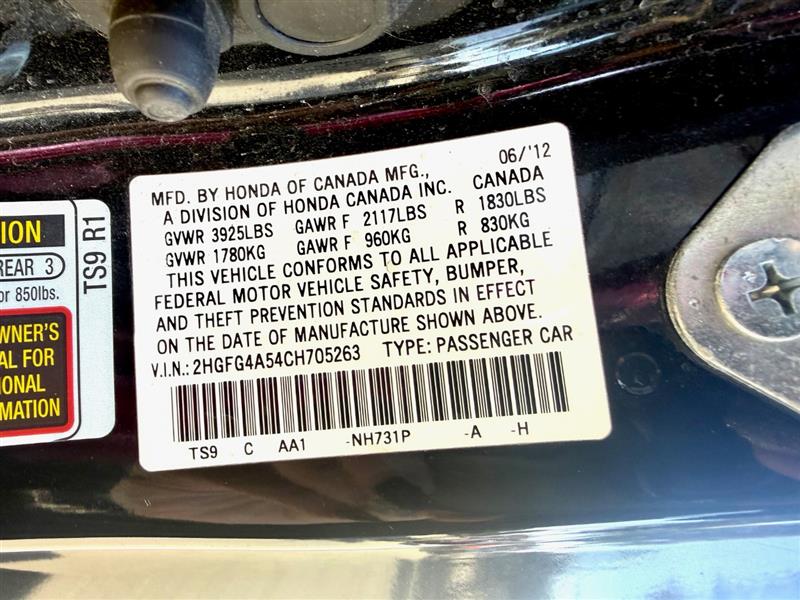 MFD. BY HONDA OF CANADA MFG., 06/'12
A DIVISION OF HONDA CANADA INC. CANADA
GVWR 3925LBS GAWR F 2117LBS R 1830LBS
GVWR 1780KG GAWR F 960KG R 830KG
THIS VEHICLE CONFORMS TO ALL APPLICABLE
FEDERAL MOTOR VEHICLE SAFETY, BUMPER,
AND THEFT PREVENTION STANDARDS IN EFFECT
ON THE DATE OF MANUFACTURE SHOWN ABOVE.
V.I.N.: 2HGFG4A54CH705263 TYPE: PASSENGER CAR
TS9 C AA1 -NH731P -A -H
ION
REAR 3
or 850lbs.
WNER'S
AL FOR
IONAL
RMATION
TS9 R1